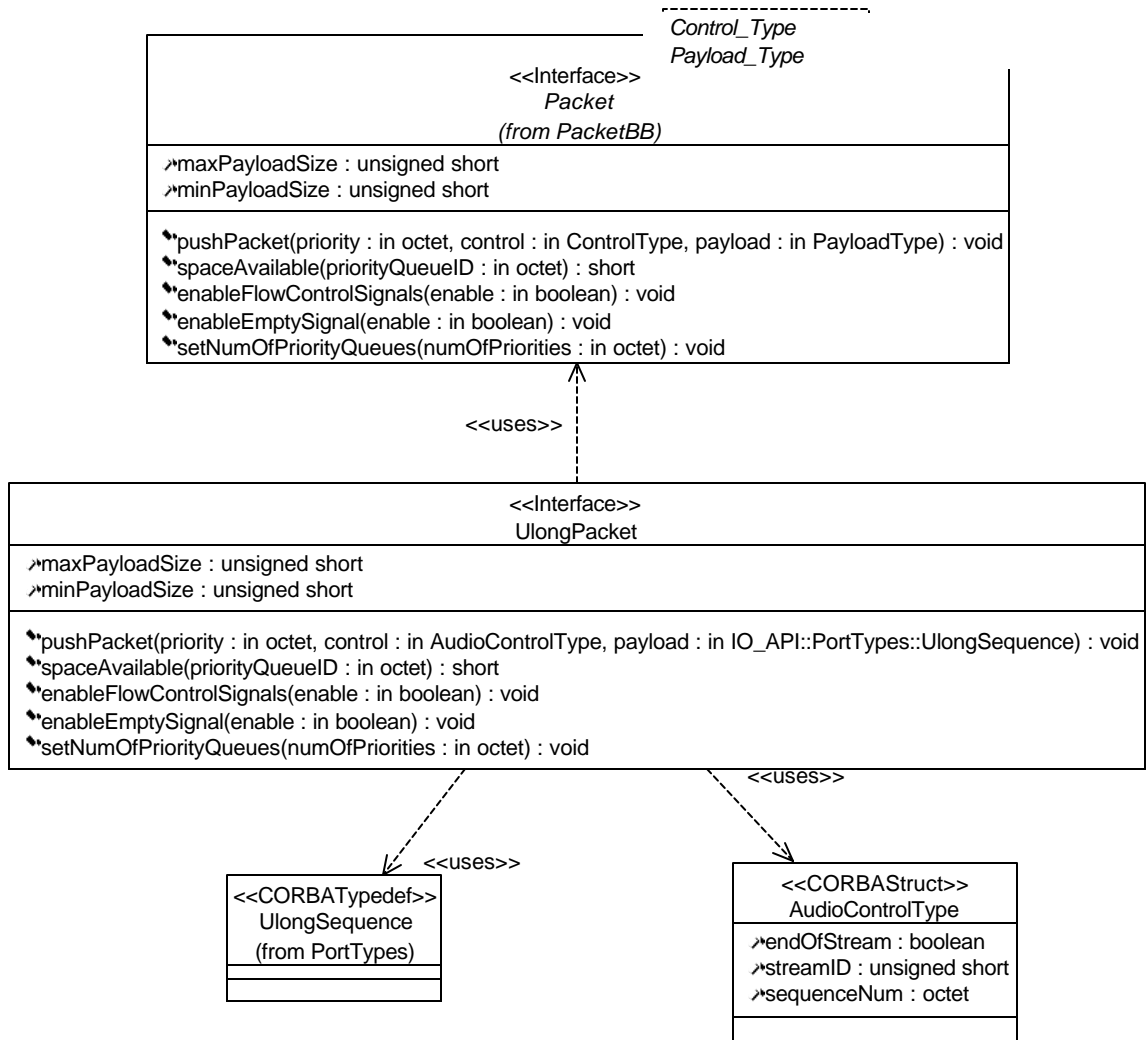 Control_Type
Payload_Type
<<Interface>>
Packet
(from PacketBB)
maxPayloadSize : unsigned short
minPayloadSize : unsigned short
pushPacket(priority : in octet, control : in ControlType, payload : in PayloadType) : void
spaceAvailable(priorityQueueID : in octet) : short
enableFlowControlSignals(enable : in boolean) : void
enableEmptySignal(enable : in boolean) : void
setNumOfPriorityQueues(numOfPriorities : in octet) : void
<<uses>>
<<Interface>>
UlongPacket
maxPayloadSize : unsigned short
minPayloadSize : unsigned short
pushPacket(priority : in octet, control : in AudioControlType, payload : in IO_API::PortTypes::UlongSequence) : void
spaceAvailable(priorityQueueID : in octet) : short
enableFlowControlSignals(enable : in boolean) : void
enableEmptySignal(enable : in boolean) : void
setNumOfPriorityQueues(numOfPriorities : in octet) : void
<<uses>>
<<uses>>
<<CORBATypedef>>
UlongSequence
(from PortTypes)
<<CORBAStruct>>
AudioControlType
endOfStream : boolean
streamID : unsigned short
sequenceNum : octet